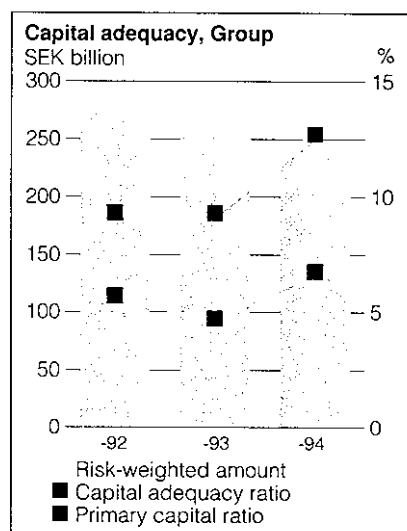 Capital adequacy, Group
SEK billion %
300 15
250
200 10
150
100 5
50
0 0
-92 -93 -94
Risk-weighted amount
Capital adequacy ratio
Primary capital ratio